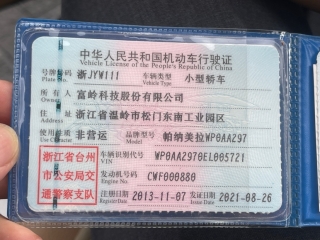 中华人民共和国机动车行驶证
Vehicle License of the People's Republic of China
号牌号码 浙JYW111 车辆类型 小型轿车
Plate No. Vehicle Type
所有人 富岭科技股份有限公司
Owner
住址 浙江省温岭市松门东南工业园区
Address
使用性质 非营运 品牌型号 帕纳美拉WP0AA297
Use Character Model
浙江省台州 车辆识别代号 WP0AA2970EL005721
VIN
市公安局交 发动机号码 CWF000880
Engine No.
通警察支队 注册日期 2013-11-07 发证日期 2021-08-26
Register Date Issue Date